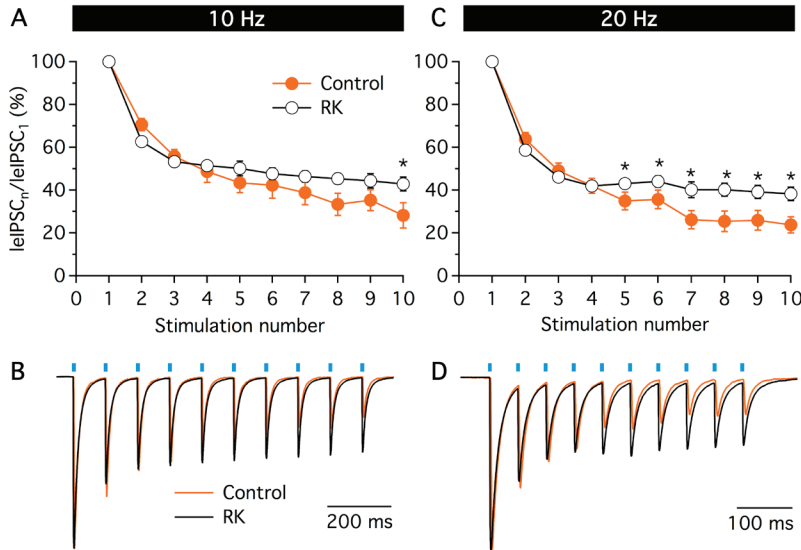 A
10 Hz
leIPSCn/leIPSC1 (%)
100
80
60
40
20
0
Control
RK
*
0 1 2 3 4 5 6 7 8 9 10
Stimulation number
C
20 Hz
100
80
60
40
20
0
* * * * * *
0 1 2 3 4 5 6 7 8 9 10
Stimulation number
B
Control
RK
200 ms
D
100 ms